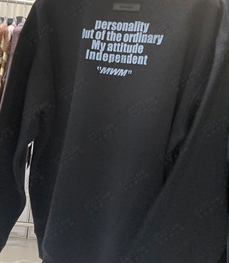 personality
out of the ordinary
My attitude
Independent
"MWM"